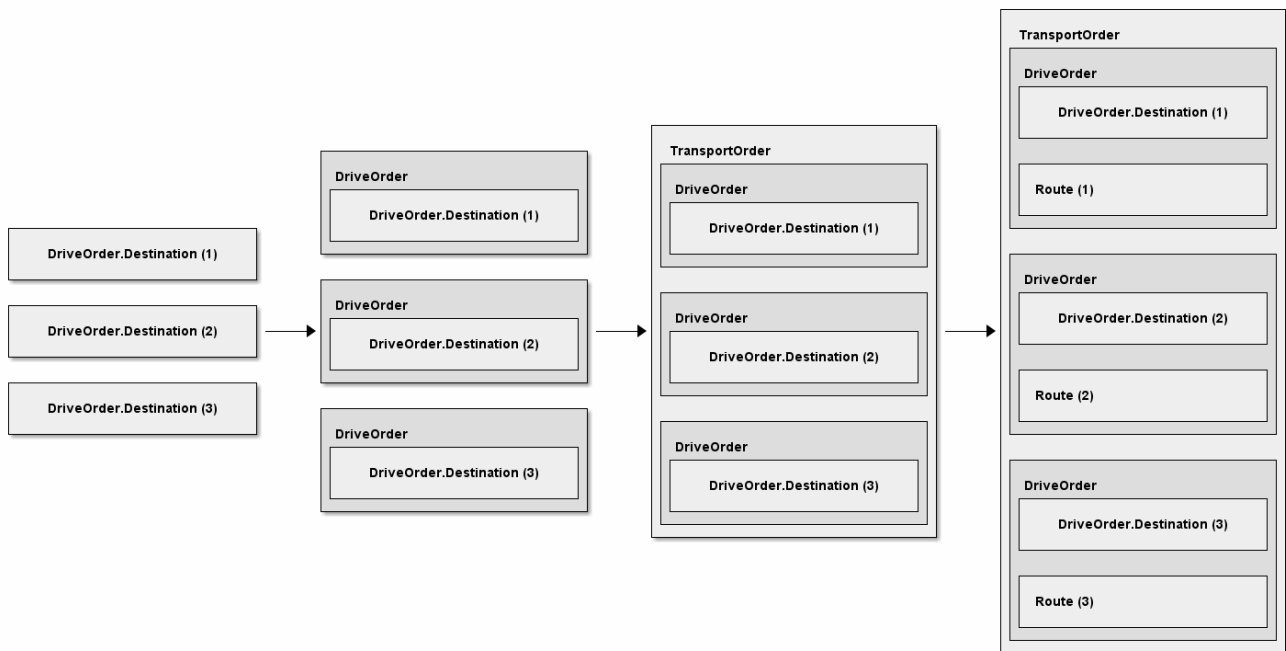 DriveOrder.Destination (1)
DriveOrder.Destination (2)
DriveOrder.Destination (3)
DriveOrder
DriveOrder.Destination (1)
DriveOrder
DriveOrder.Destination (2)
DriveOrder
DriveOrder.Destination (3)
TransportOrder
DriveOrder
DriveOrder.Destination (1)
DriveOrder
DriveOrder.Destination (2)
DriveOrder
DriveOrder.Destination (3)
TransportOrder
DriveOrder
DriveOrder.Destination (1)
Route (1)
DriveOrder
DriveOrder.Destination (2)
Route (2)
DriveOrder
DriveOrder.Destination (3)
Route (3)